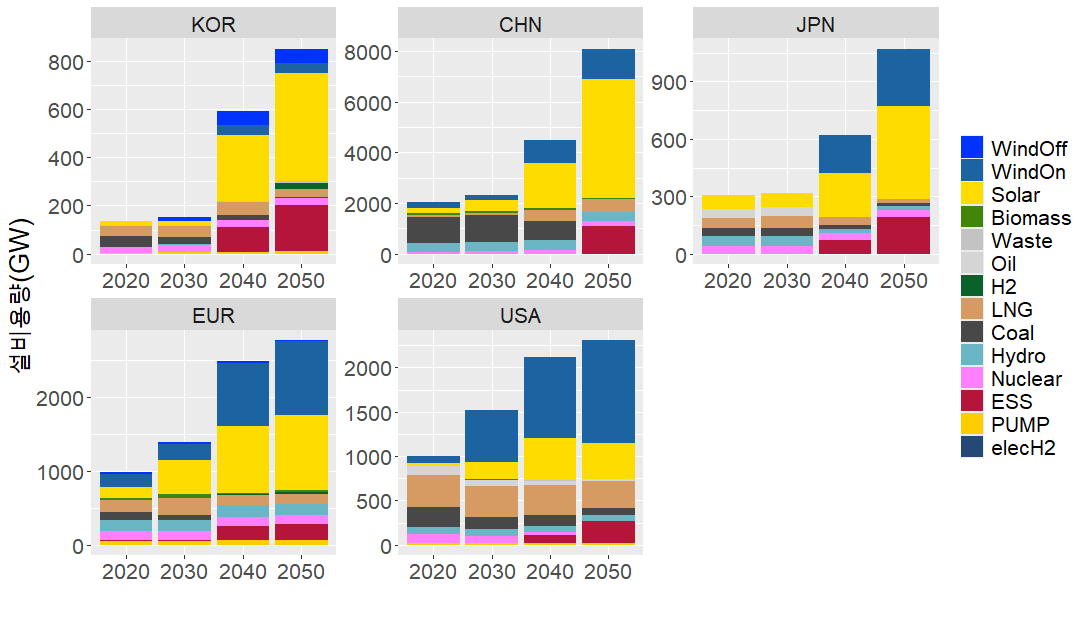 설비용량(GW)
KOR
800
600
400
200
0
2020 2030 2040 2050
CHN
8000
6000
4000
2000
0
2020 2030 2040 2050
JPN
900
600
300
0
2020 2030 2040 2050
EUR
2000
1000
0
2020 2030 2040 2050
USA
2000
1500
1000
500
0
2020 2030 2040 2050
WindOff
WindOn
Solar
Biomass
Waste
Oil
H2
LNG
Coal
Hydro
Nuclear
ESS
PUMP
elecH2